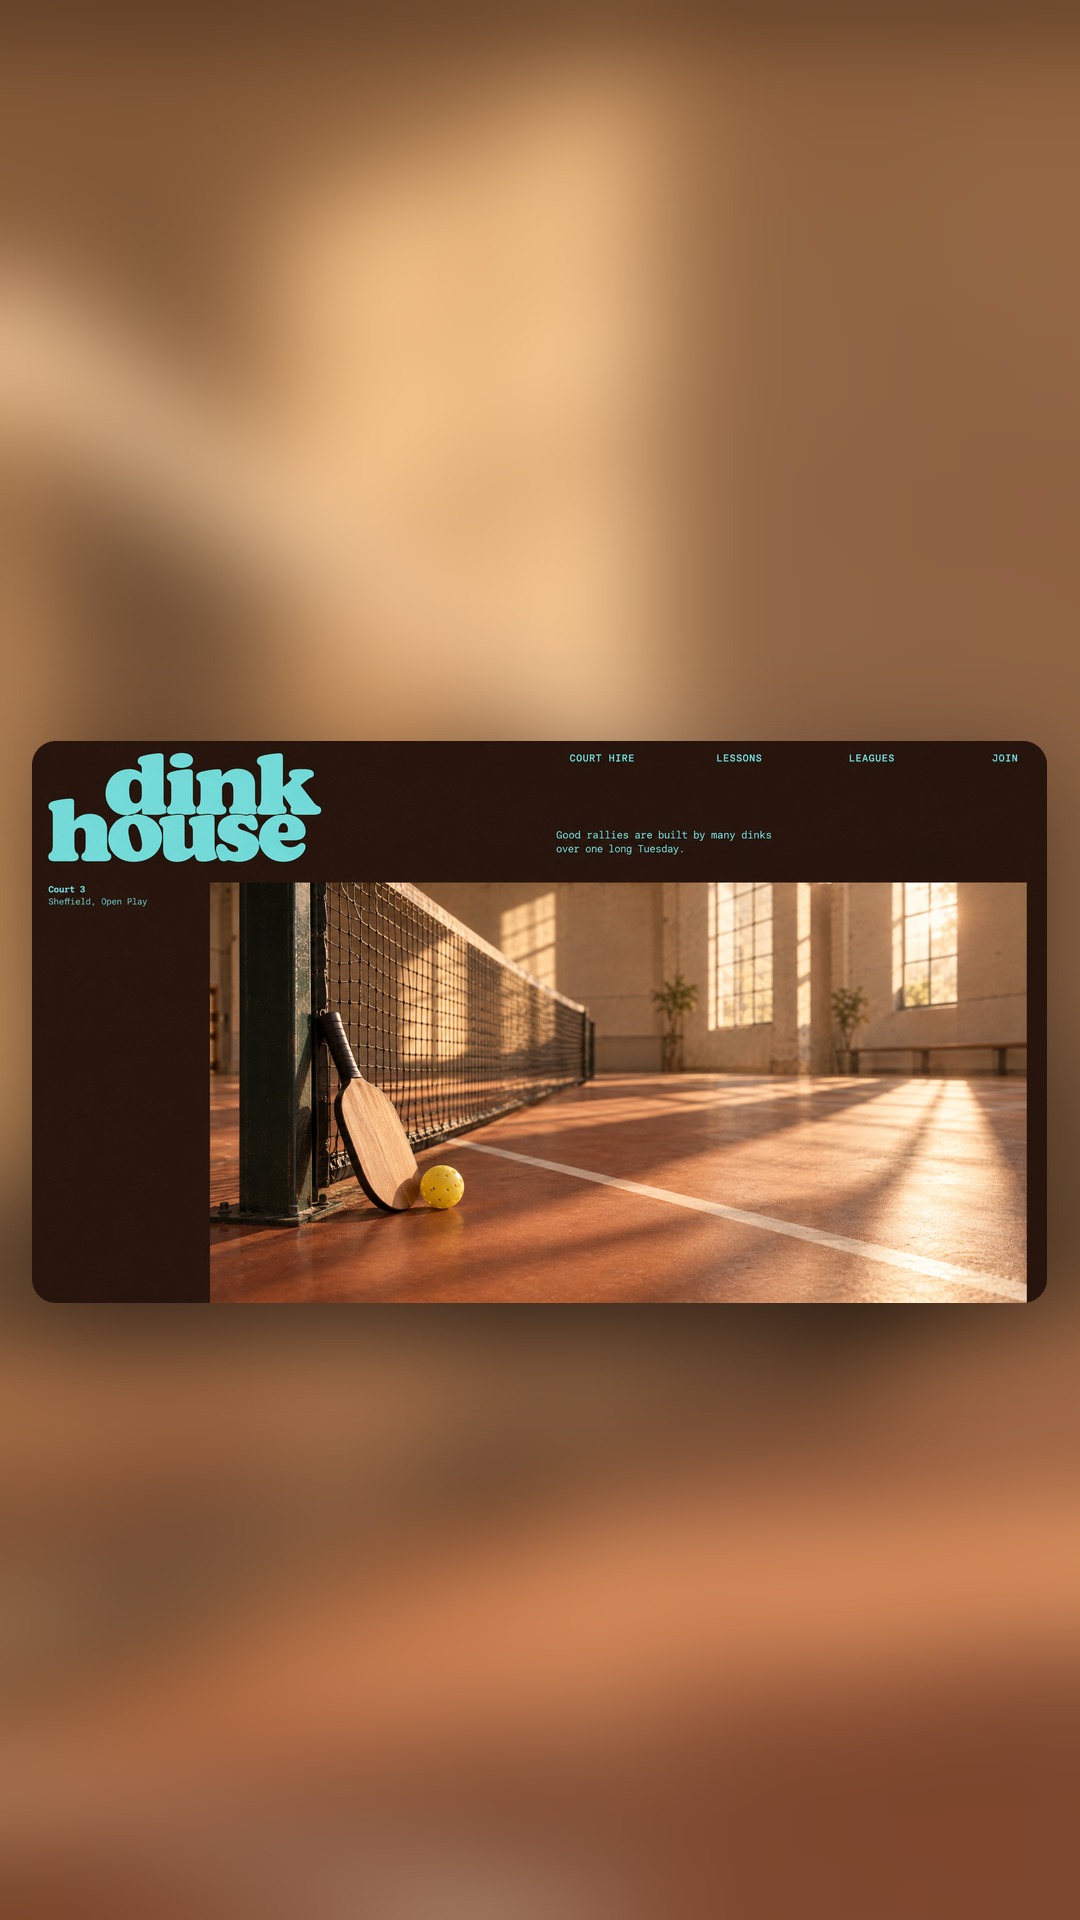 dink
house
COURT HIRE
LESSONS
LEAGUES
JOIN
Good rallies are built by many dinks
over one long Tuesday.
Court 3
Sheffield, Open Play